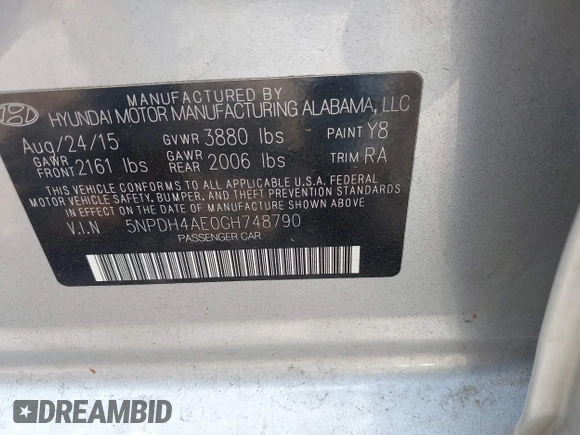 MANUFACTURED BY
HYUNDAI MOTOR MANUFACTURING ALABAMA, LLC
Aug/24/15 GVWR 3880 lbs PAINT Y8
GAWR FRONT 2161 lbs GAWR REAR 2006 lbs TRIM RA
THIS VEHICLE CONFORMS TO ALL APPLICABLE U.S.A. FEDERAL
MOTOR VEHICLE SAFETY, BUMPER, AND THEFT PREVENTION STANDARDS
IN EFFECT ON THE DATE OF MANUFACTURE SHOWN ABOVE.
V.I.N 5NPDH4AE0GH748790
PASSENGER CAR
DREAMBID